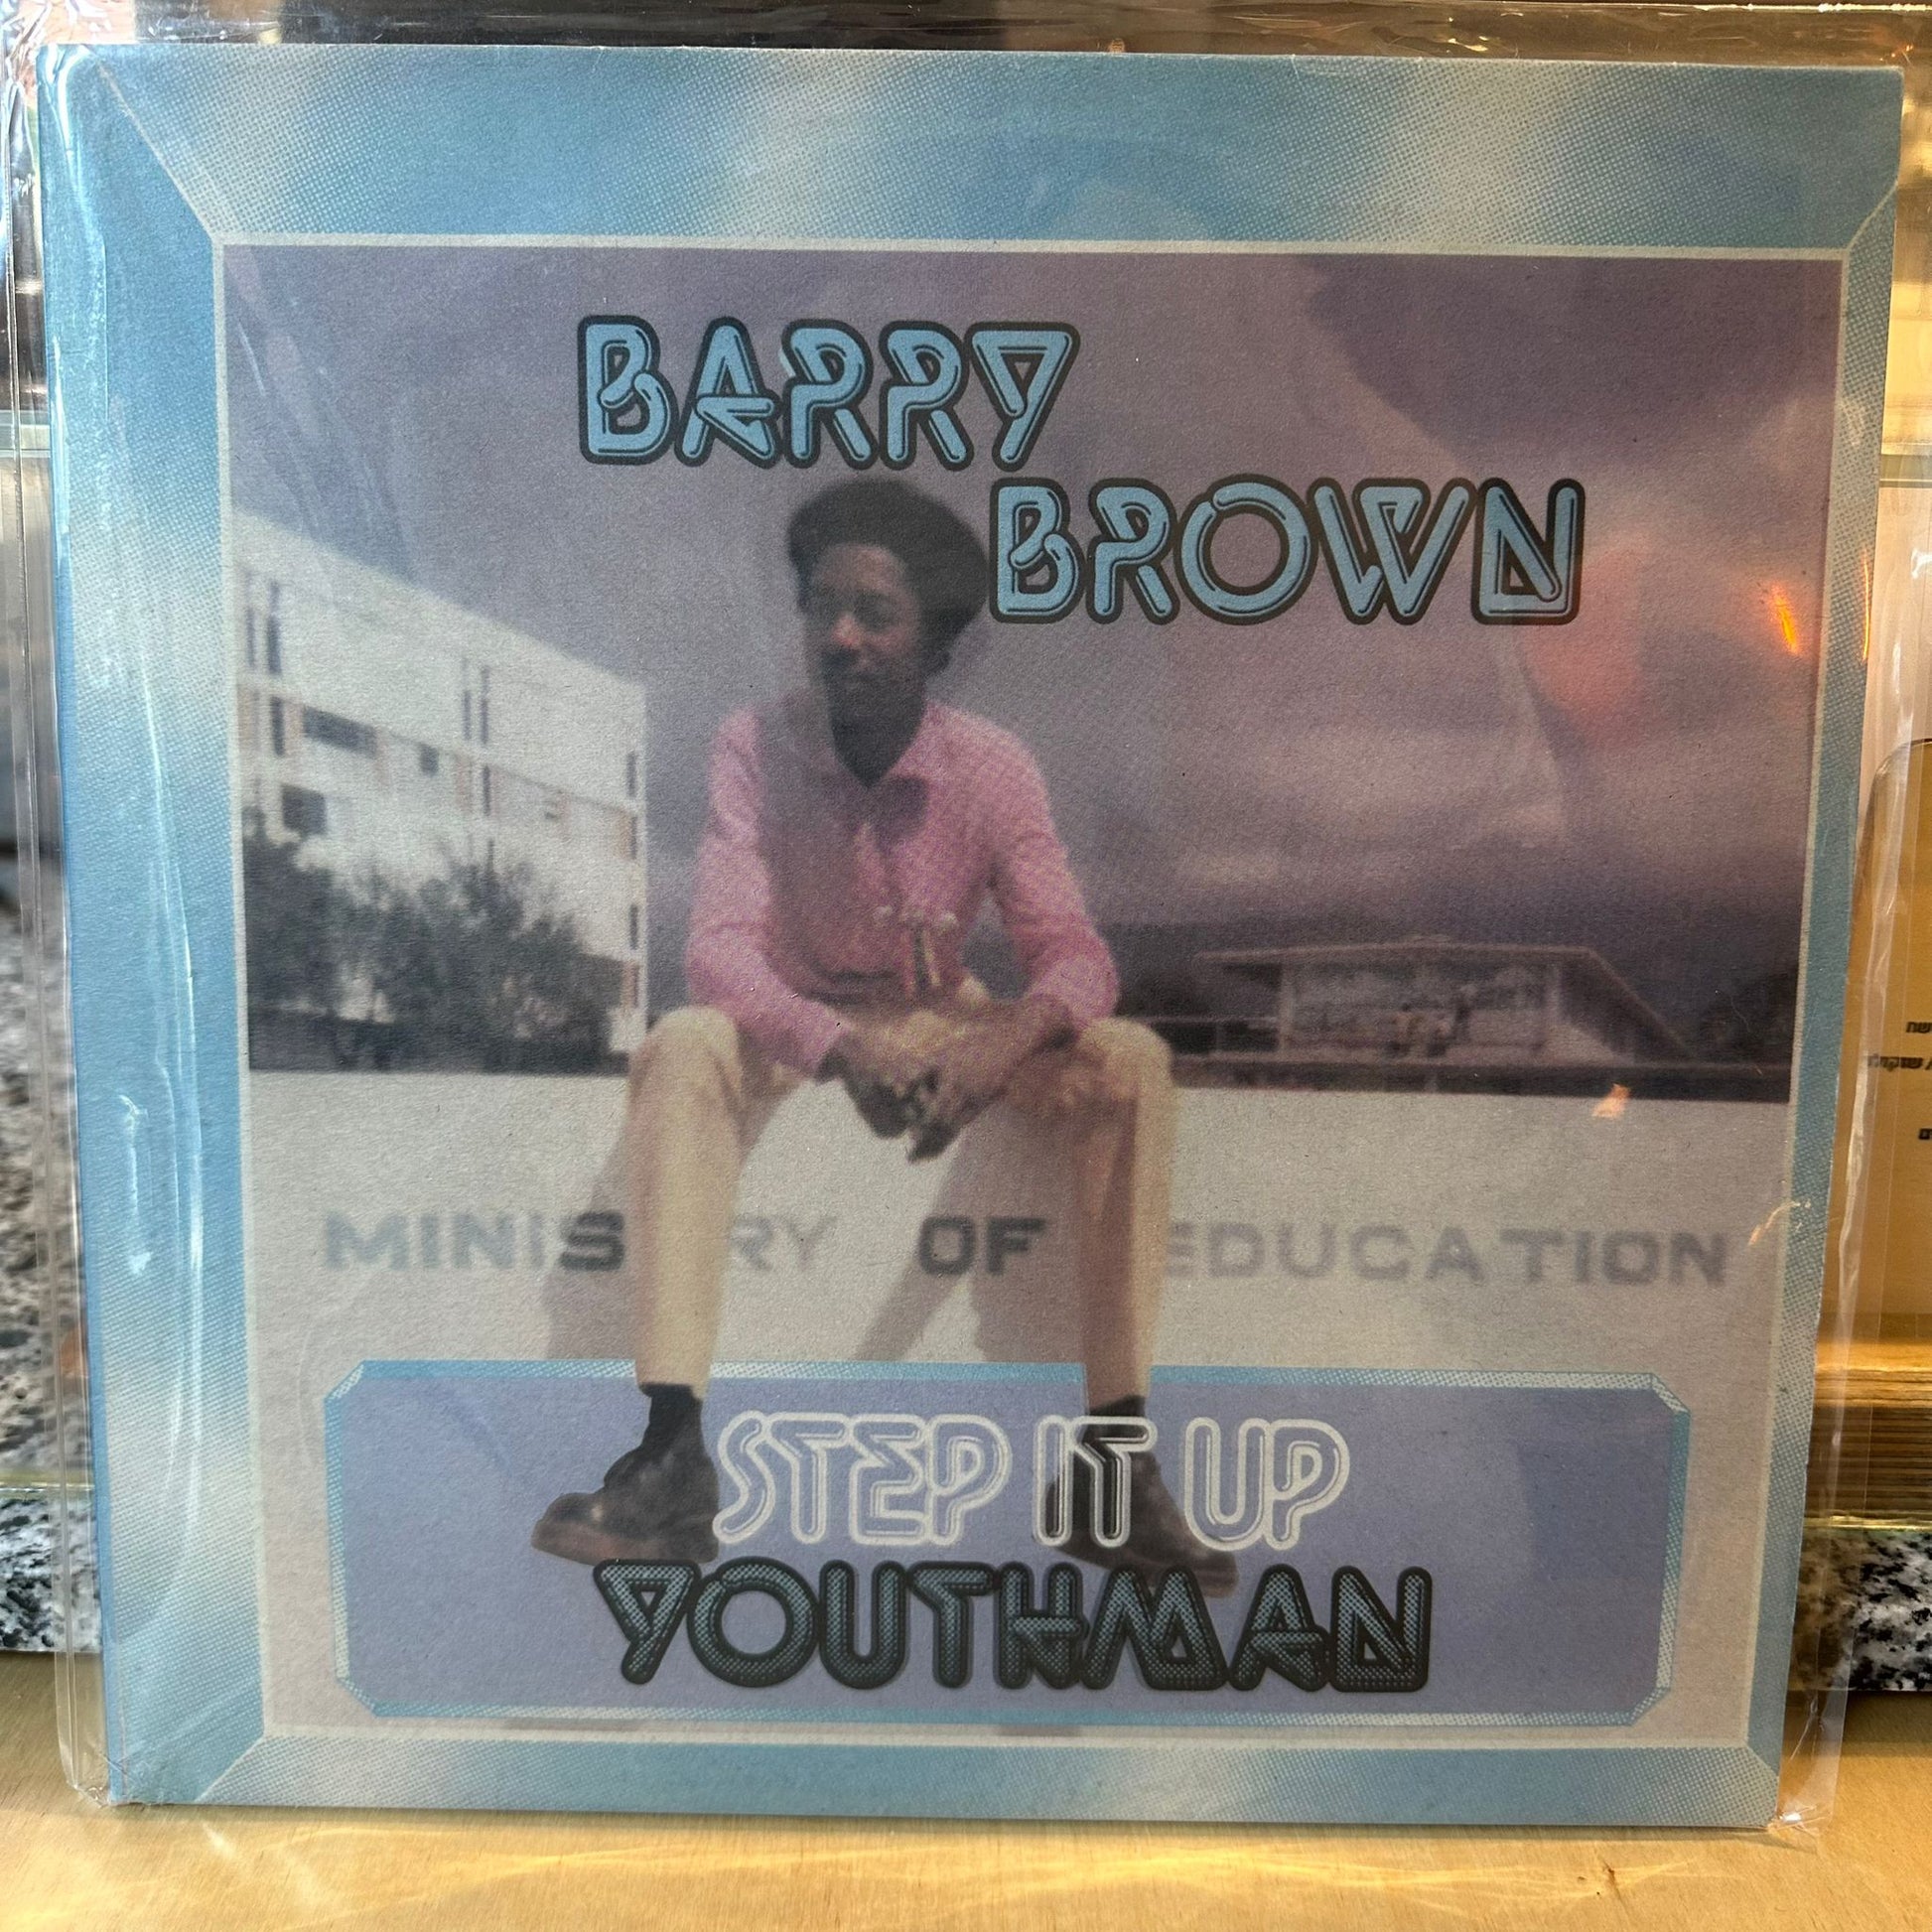 BARRY
BROWN
MINISTRY OF EDUCATION
STEP IT UP
YOUTHMAN